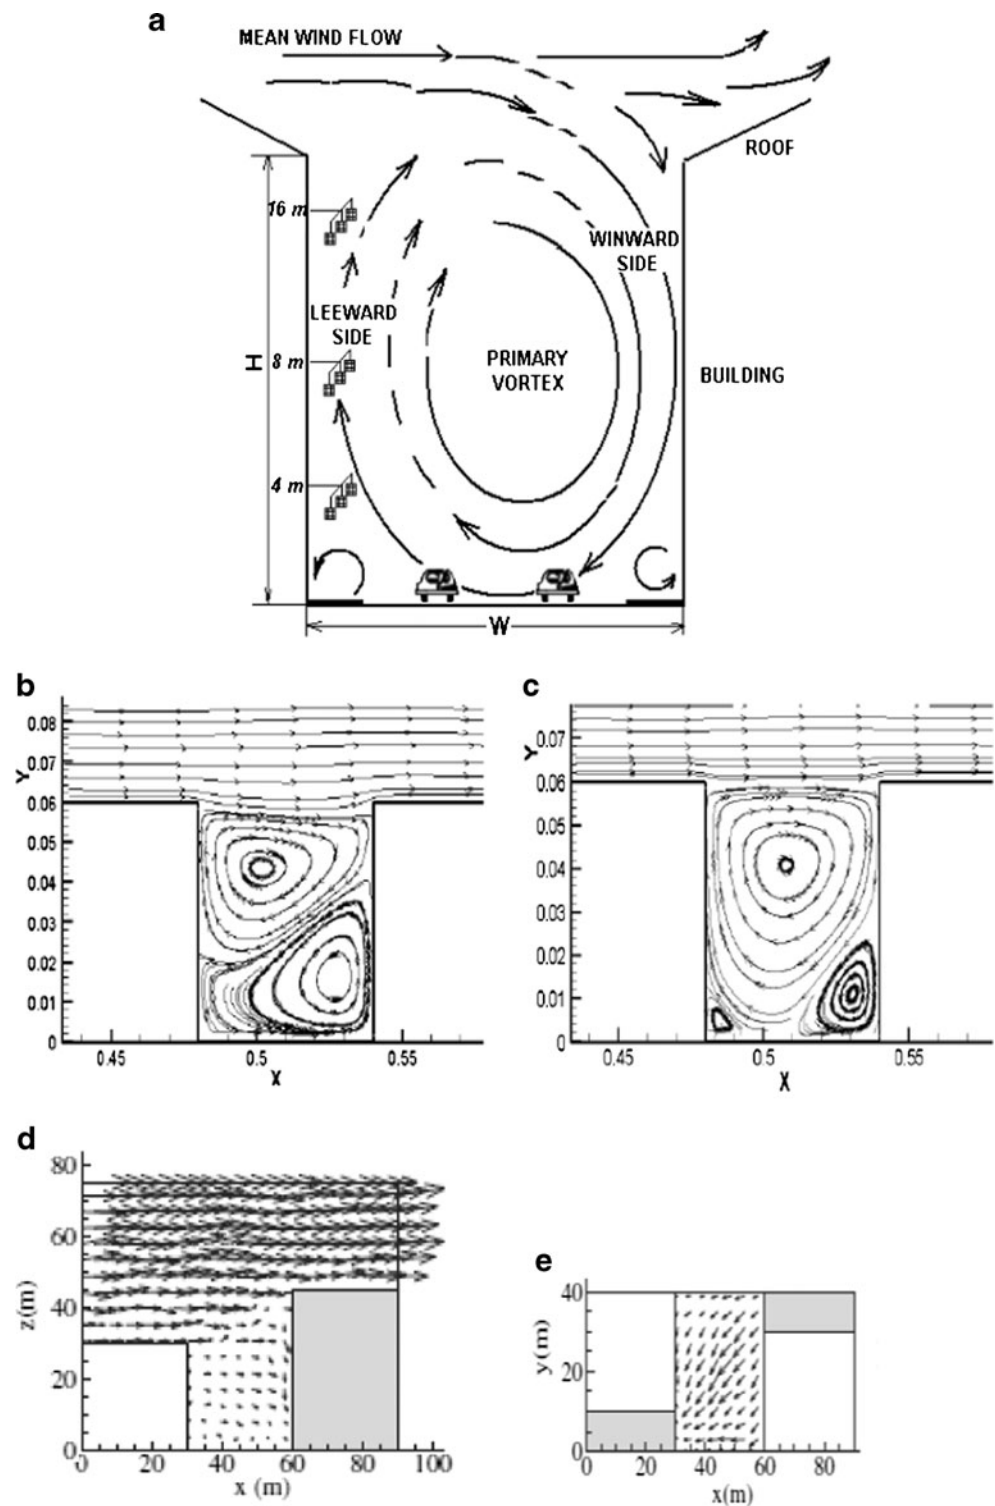 a
MEAN WIND FLOW
ROOF
16 m
WINWARD
SIDE
LEEWARD
SIDE
H
8 m
PRIMARY
VORTEX
BUILDING
4 m
W
b
0.08
0.07
0.06
0.05
0.04
0.03
0.02
0.01
0
Y
0.45
0.5
0.55
X
c
0.07
0.06
0.05
0.04
0.03
0.02
0.01
0
Y
0.45
0.5
0.55
X
d
80
60
40
20
0
z(m)
0
20
40
60
80
100
x (m)
e
40
20
0
y(m)
0
20
40
60
80
x(m)